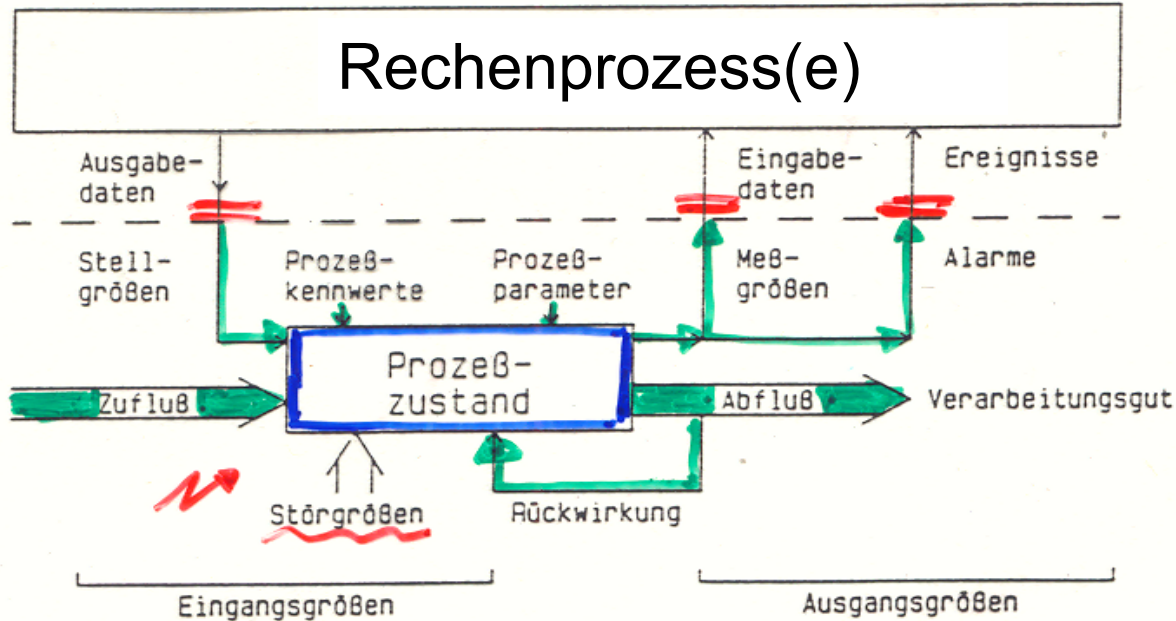 Rechenprozess(e)
Ausgabe-
daten
Eingabe-
daten
Ereignisse
Stell-
größen
Prozeß-
kennwerte
Prozeß-
parameter
Meß-
größen
Alarme
Prozeß-
zustand
Zufluß
Abfluß
Verarbeitungsgut
Störgrößen
Rückwirkung
Eingangsgrößen
Ausgangsgrößen